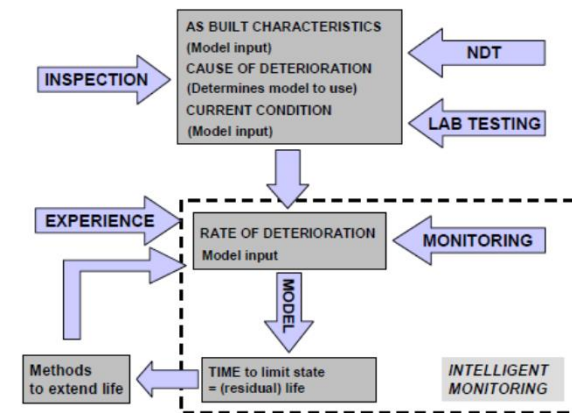 AS BUILT CHARACTERISTICS
(Model input)
CAUSE OF DETERIORATION
(Determines model to use)
CURRENT CONDITION
(Model input)
INSPECTION
NDT
LAB TESTING
EXPERIENCE
RATE OF DETERIORATION
Model input
MONITORING
MODEL
Methods
to extend life
TIME to limit state
= (residual) life
INTELLIGENT
MONITORING